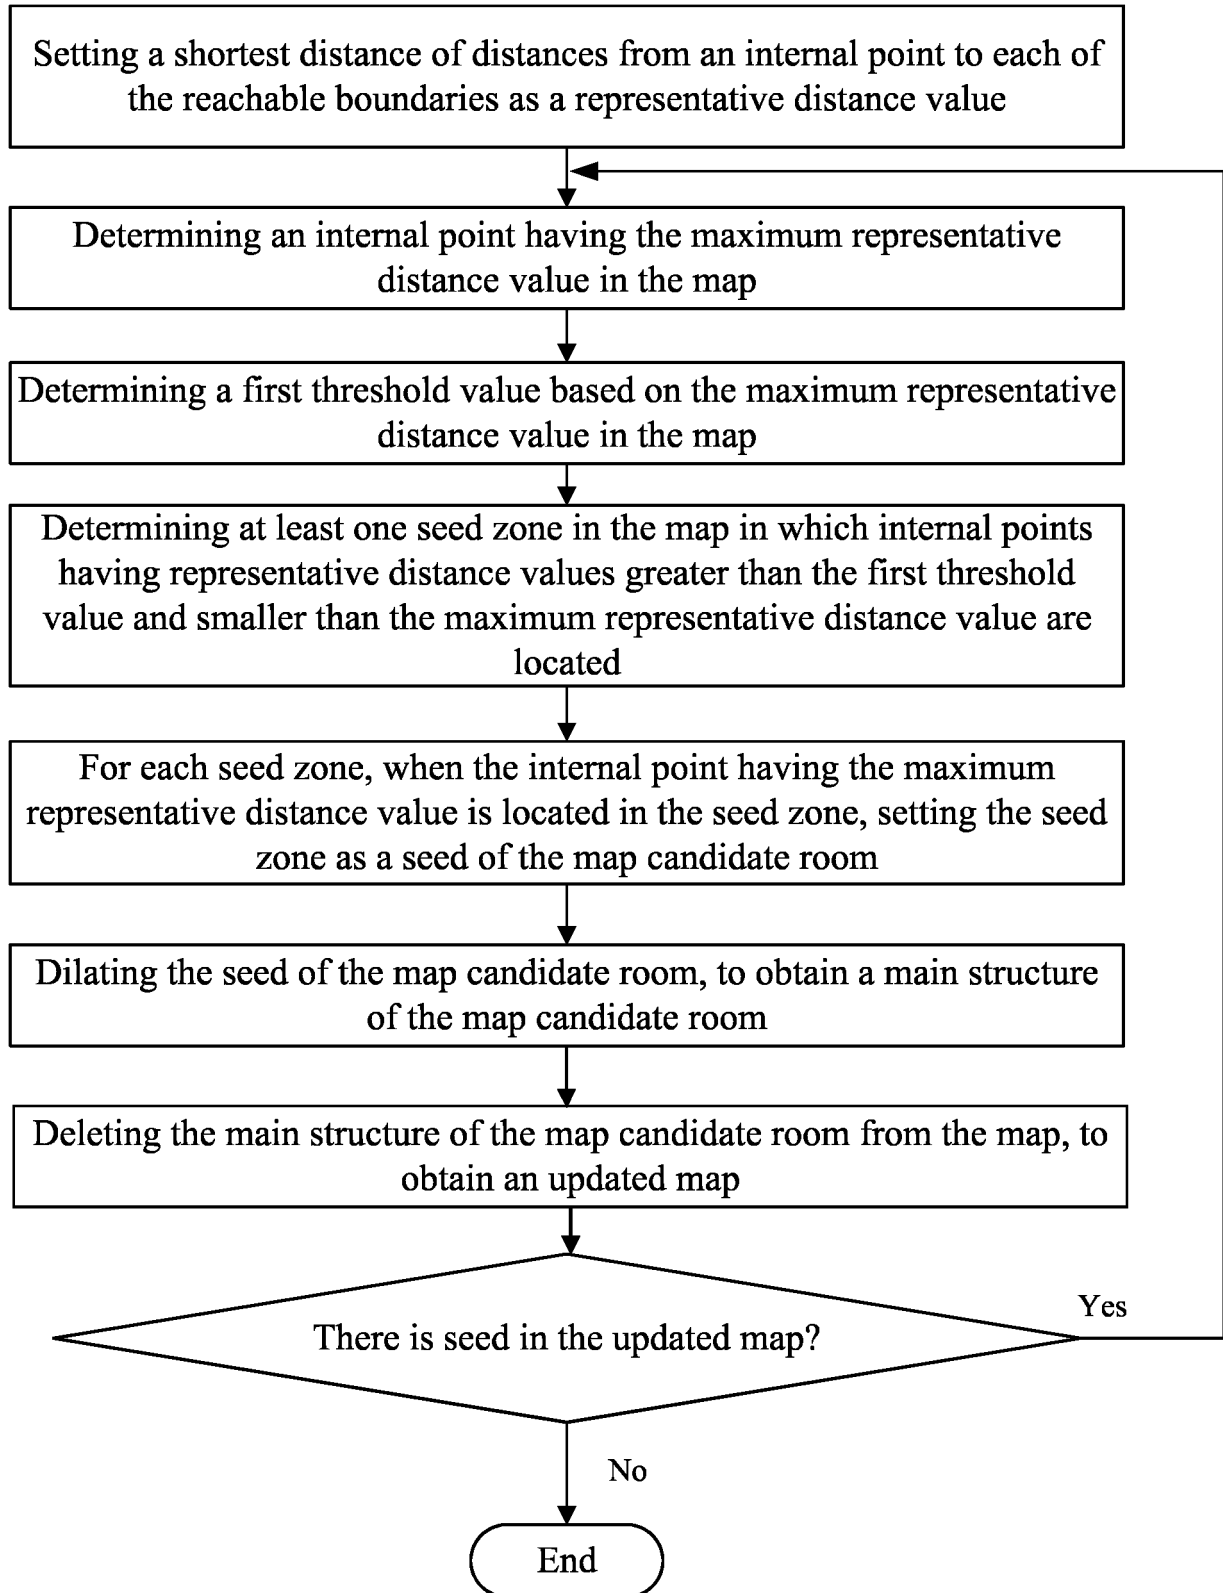 Setting a shortest distance of distances from an internal point to each of
the reachable boundaries as a representative distance value
Determining an internal point having the maximum representative
distance value in the map
Determining a first threshold value based on the maximum representative
distance value in the map
Determining at least one seed zone in the map in which internal points
having representative distance values greater than the first threshold
value and smaller than the maximum representative distance value are
located
For each seed zone, when the internal point having the maximum
representative distance value is located in the seed zone, setting the seed
zone as a seed of the map candidate room
Dilating the seed of the map candidate room, to obtain a main structure
of the map candidate room
Deleting the main structure of the map candidate room from the map, to
obtain an updated map
There is seed in the updated map?
Yes
No
End